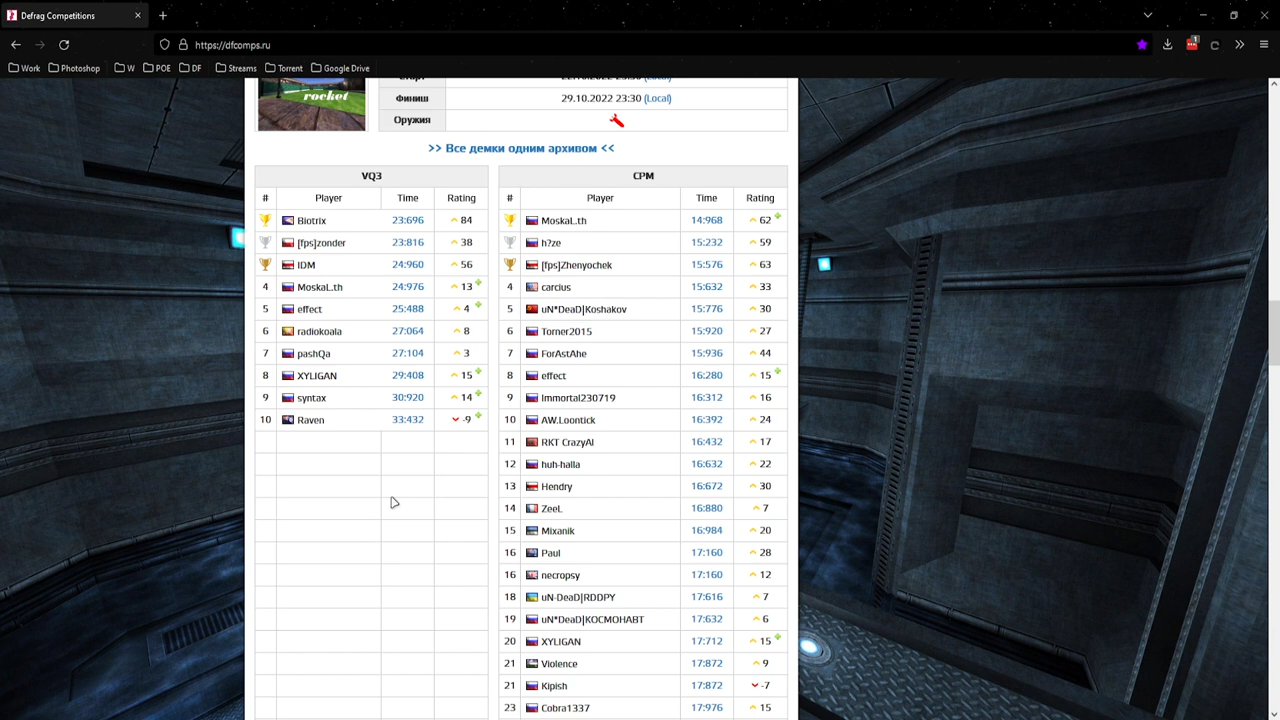 Defrag Competitions
https://dfcomps.ru
1
Work Photoshop W POE DF Streams Torrent Google Drive
rocket
Финиш 29.10.2022 23:30 (Local)
Оружия
>> Все демки одним архивом <<
VQ3
# Player Time Rating
Biotrix 23:696 84
[fps]zonder 23:816 38
IDM 24:960 56
4 MoskaL.th 24:976 13
5 effect 25:488 4
6 radiokoala 27:064 8
7 pashQa 27:104 3
8 XYLIGAN 29:408 15
9 syntax 30:920 14
10 Raven 33:432 -9
CPM
# Player Time Rating
MoskaL.th 14:968 62
h?ze 15:232 59
[fps]Zhenyochek 15:576 63
4 carcius 15:632 33
5 uN*DeaD|Koshakov 15:776 30
6 Torner2015 15:920 27
7 ForAstAhe 15:936 44
8 effect 16:280 15
9 Immortal230719 16:312 16
10 AW.Loontick 16:392 24
11 RKT CrazyAl 16:432 17
12 huh-halla 16:632 22
13 Hendry 16:672 30
14 ZeeL 16:880 7
15 Mixanik 16:984 20
16 Paul 17:160 28
16 necropsy 17:160 12
18 uN-DeaD|RDDPY 17:616 7
19 uN*DeaD|КОСМОНАВТ 17:632 6
20 XYLIGAN 17:712 15
21 Violence 17:872 9
21 Kipish 17:872 -7
23 Cobra1337 17:976 15